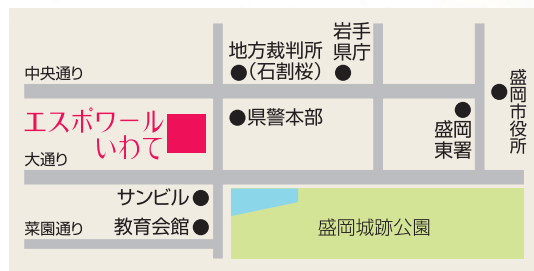 地方裁判所
（石割桜）
岩手
県庁
中央通り
盛岡市役所
エスポワール
いわて
県警本部
盛岡
東署
大通り
サンビル
教育会館
菜園通り
盛岡城跡公園